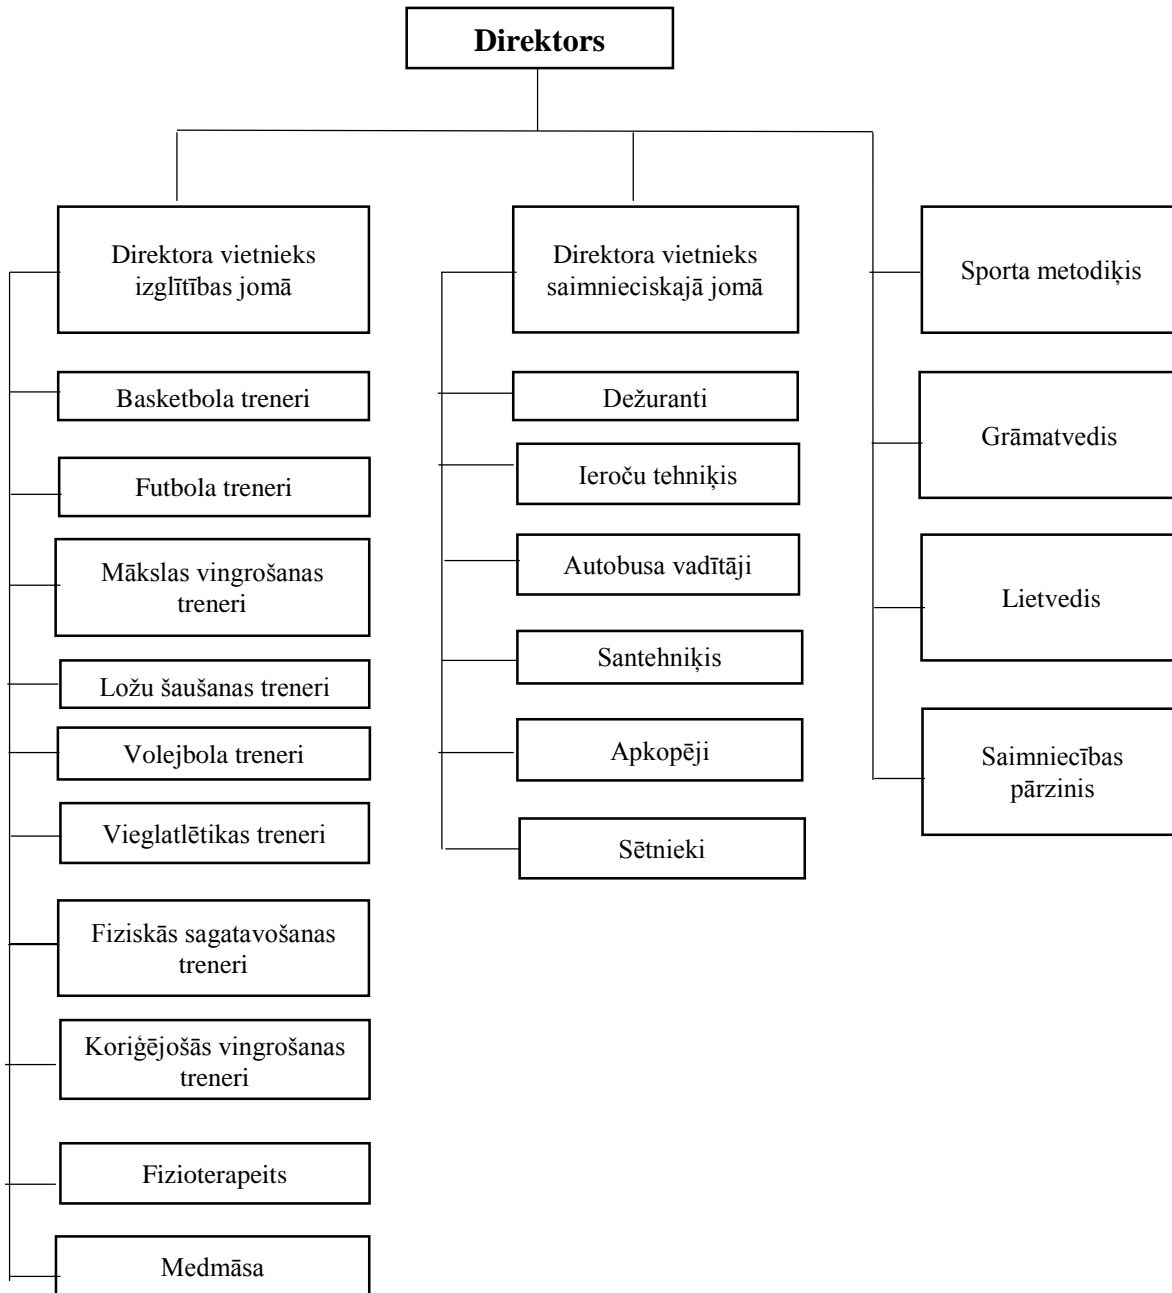 Direktors
Direktora vietnieks
izglītības jomā
Basketbola treneri
Futbola treneri
Mākslas vingrošanas
treneri
Ložu šaušanas treneri
Volejbola treneri
Vieglatlētikas treneri
Fiziskās sagatavošanas
treneri
Koriģējošās vingrošanas
treneri
Fizioterapeits
Medmāsa
Direktora vietnieks
saimnieciskajā jomā
Dežuranti
Ieroču tehniķis
Autobusa vadītāji
Santehniķis
Apkopēji
Sētnieki
Sporta metodiķis
Grāmatvedis
Lietvedis
Saimniecības
pārzinis